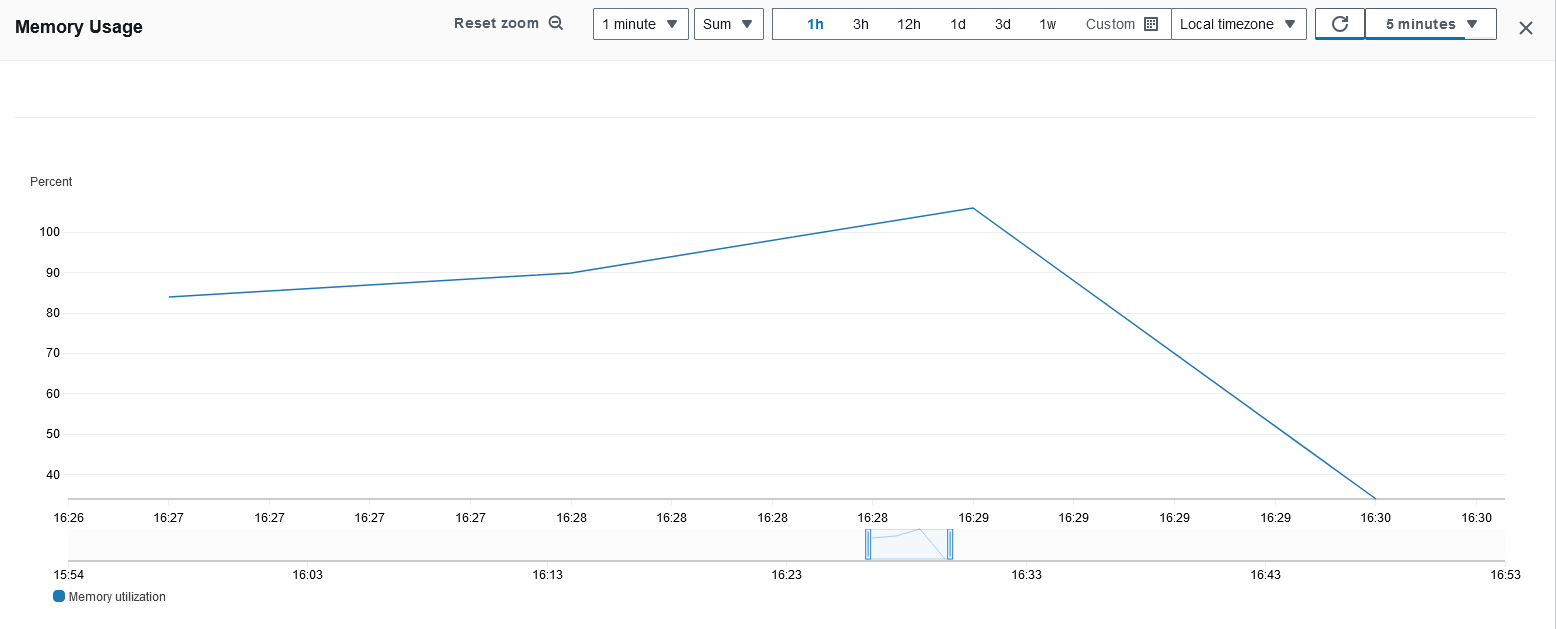 Memory Usage
Reset zoom
1 minute
Sum
1h 3h 12h 1d 3d 1w Custom
Local timezone
5 minutes
Percent
100
90
80
70
60
50
40
16:26 16:27 16:27 16:27 16:27 16:28 16:28 16:28 16:28 16:29 16:29 16:29 16:29 16:30 16:30
15:54 16:03 16:13 16:23 16:33 16:43 16:53
Memory utilization